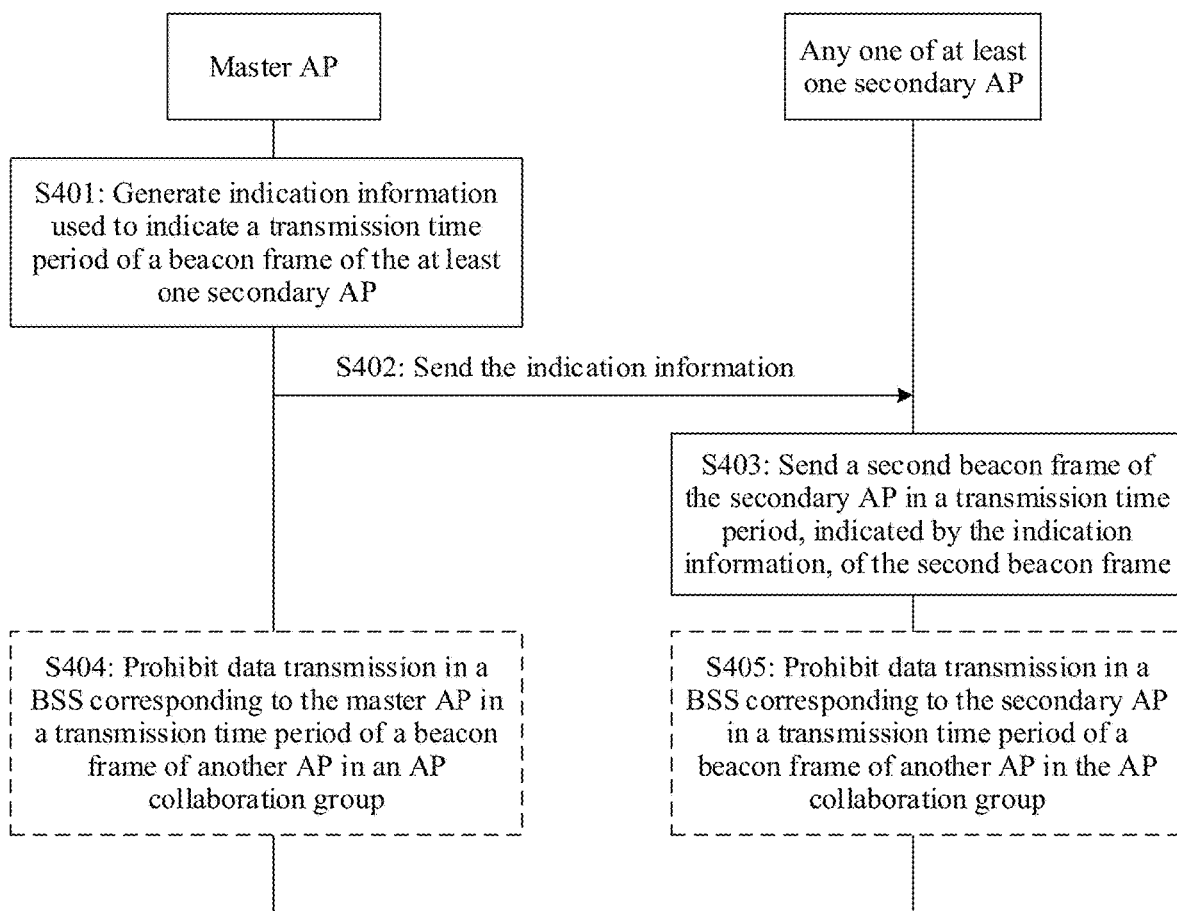 Master AP
Any one of at least
one secondary AP
S401: Generate indication information
used to indicate a transmission time
period of a beacon frame of the at least
one secondary AP
S402: Send the indication information
S403: Send a second beacon frame of
the secondary AP in a transmission time
period, indicated by the indication
information, of the second beacon frame
S404: Prohibit data transmission in a
BSS corresponding to the master AP in
a transmission time period of a beacon
frame of another AP in an AP
collaboration group
S405: Prohibit data transmission in a
BSS corresponding to the secondary AP
in a transmission time period of a
beacon frame of another AP in the AP
collaboration group